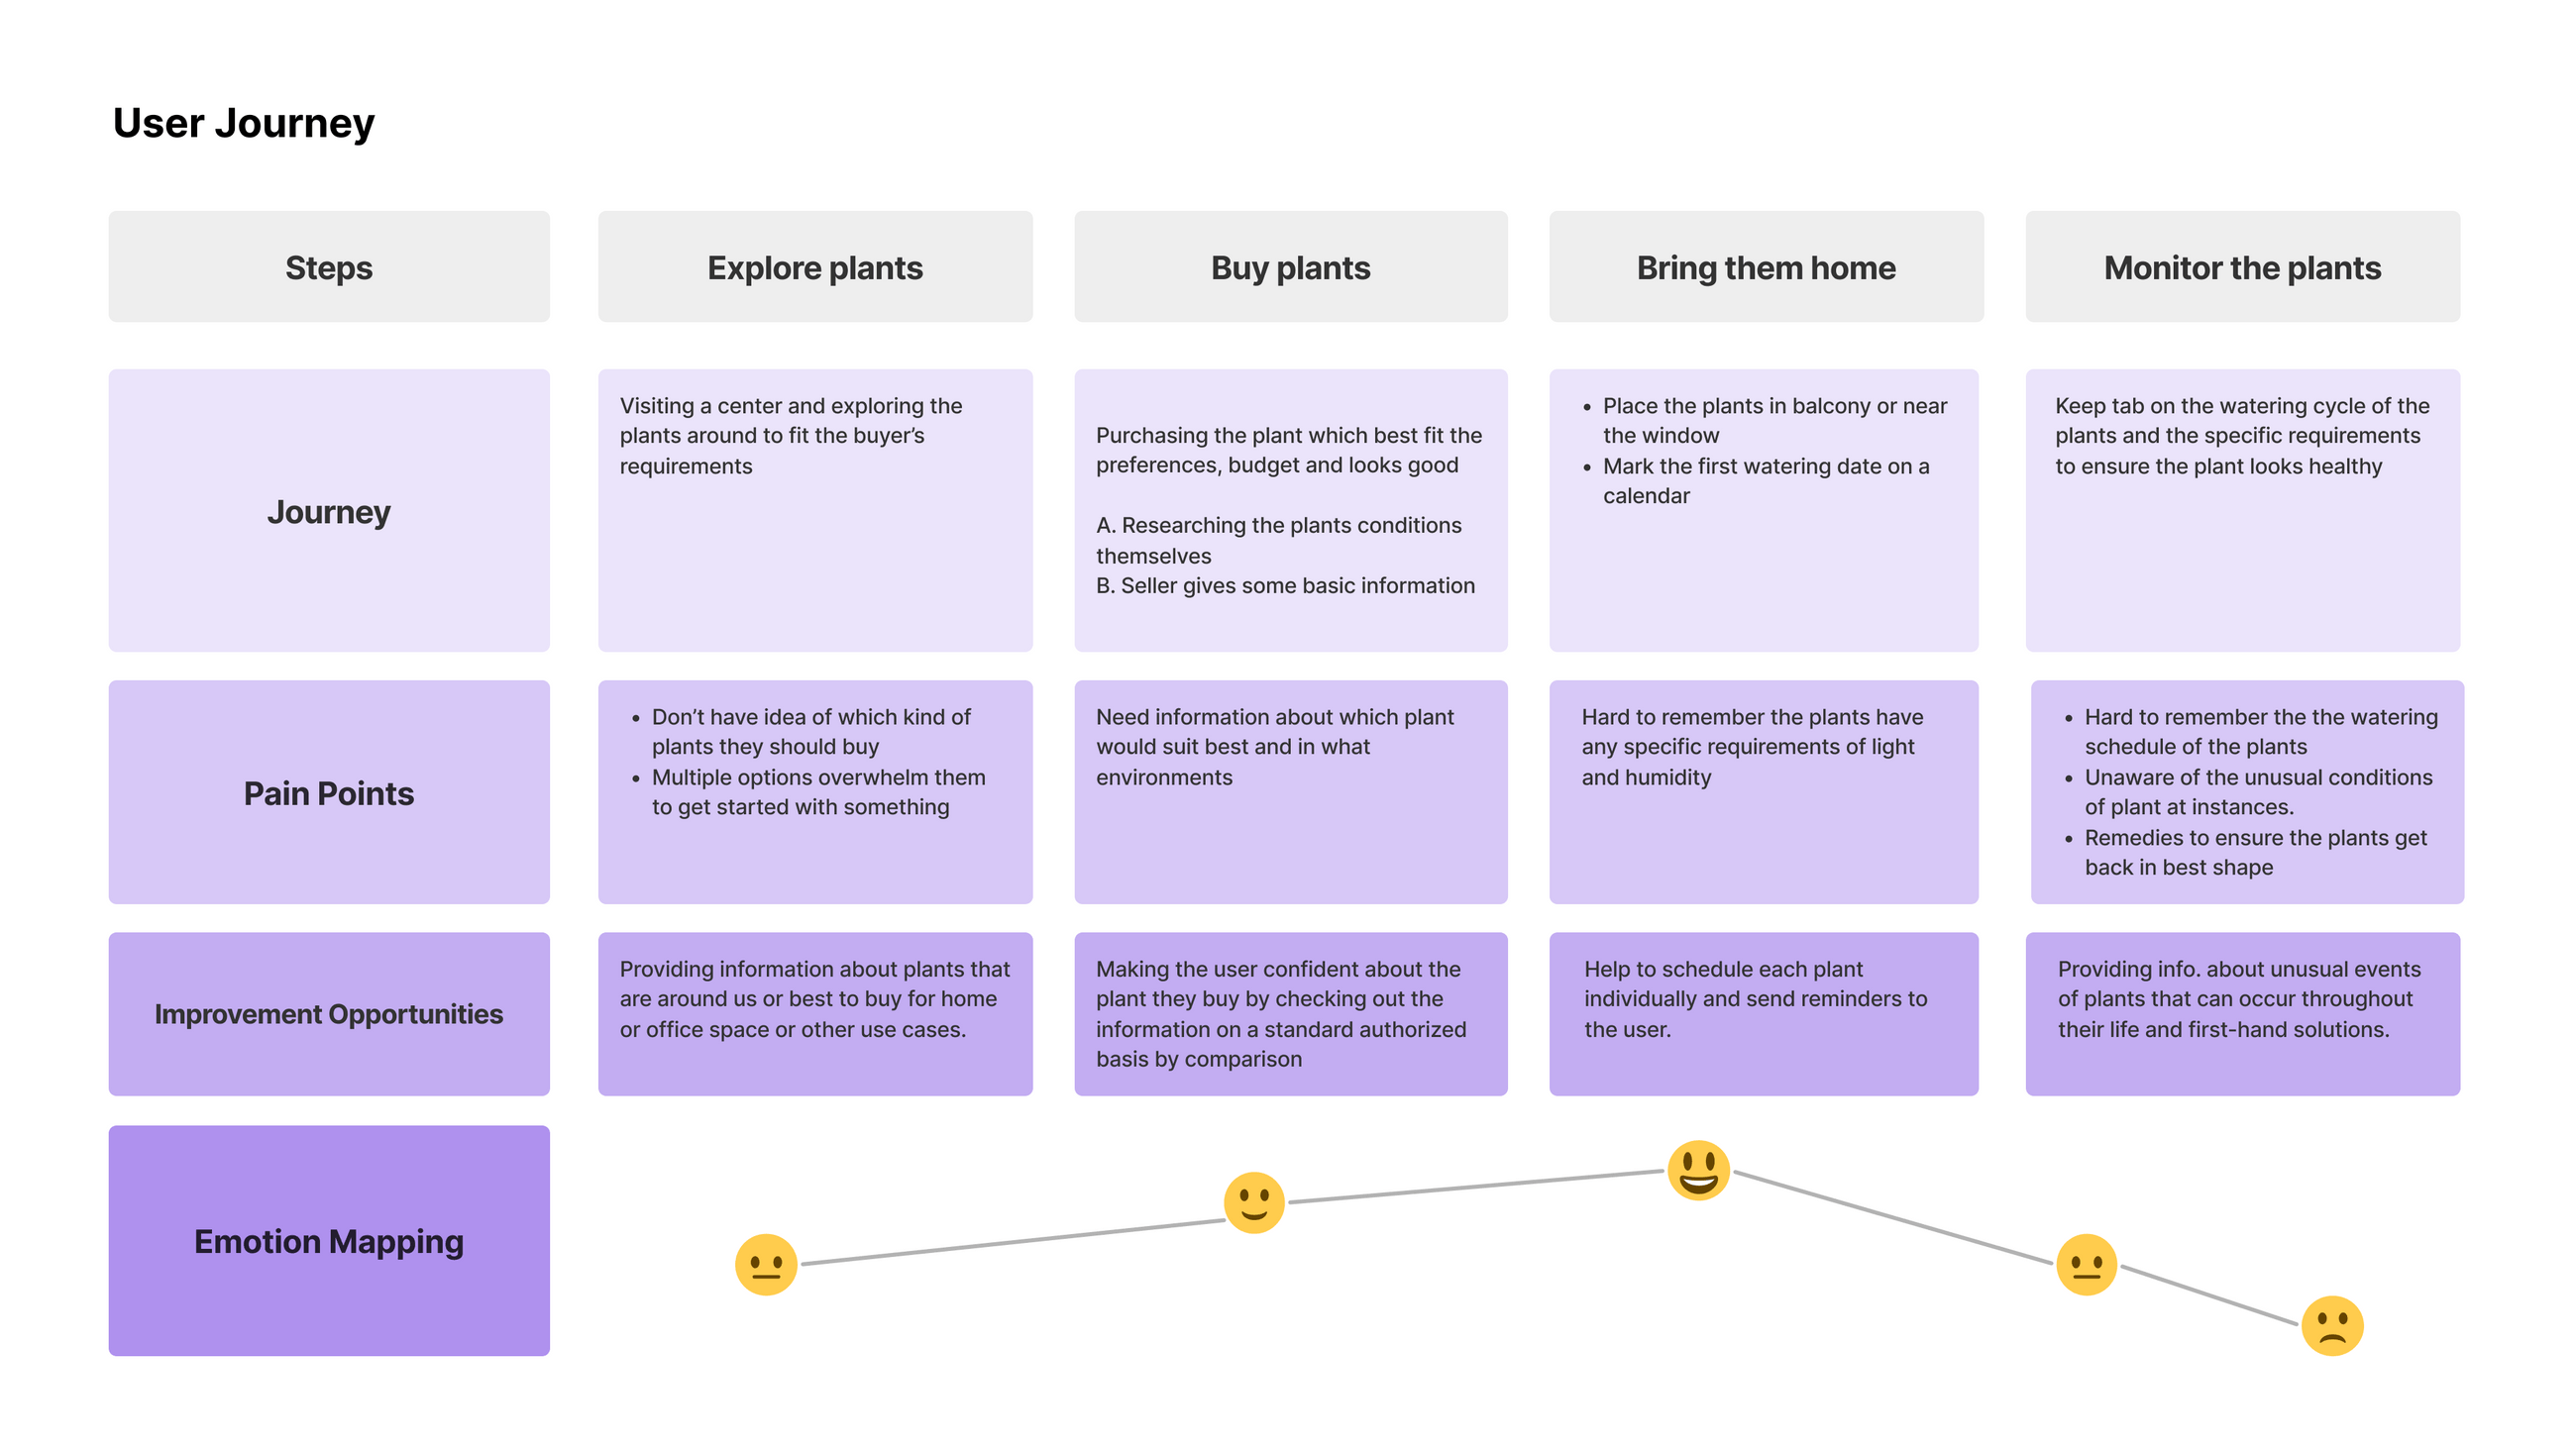 User Journey
Steps
Explore plants
Buy plants
Bring them home
Monitor the plants
Journey
Visiting a center and exploring the
plants around to fit the buyer’s
requirements
Purchasing the plant which best fit the
preferences, budget and looks good
A. Researching the plants conditions
themselves
B. Seller gives some basic information
• Place the plants in balcony or near
the window
• Mark the first watering date on a
calendar
Keep tab on the watering cycle of the
plants and the specific requirements
to ensure the plant looks healthy
Pain Points
• Don’t have idea of which kind of
plants they should buy
• Multiple options overwhelm them
to get started with something
Need information about which plant
would suit best and in what
environments
Hard to remember the plants have
any specific requirements of light
and humidity
• Hard to remember the the watering
schedule of the plants
• Unaware of the unusual conditions
of plant at instances.
• Remedies to ensure the plants get
back in best shape
Improvement Opportunities
Providing information about plants that
are around us or best to buy for home
or office space or other use cases.
Making the user confident about the
plant they buy by checking out the
information on a standard authorized
basis by comparison
Help to schedule each plant
individually and send reminders to
the user.
Providing info. about unusual events
of plants that can occur throughout
their life and first-hand solutions.
Emotion Mapping